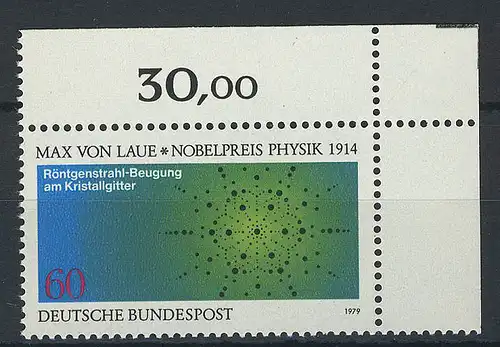 30,00
MAX VON LAUE * NOBELPREIS PHYSIK 1914
Röntgenstrahl-Beugung
am Kristallgitter
60
DEUTSCHE BUNDESPOST 1979